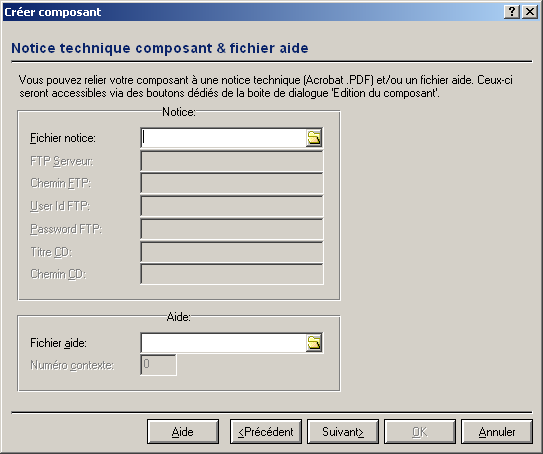 Créer composant
Notice technique composant & fichier aide
Vous pouvez relier votre composant à une notice technique (Acrobat .PDF) et/ou un fichier aide. Ceux-ci
seront accessibles via des boutons dédiés de la boite de dialogue 'Edition du composant'.
Notice:
Fichier notice:
FTP Serveur:
Chemin FTP:
User Id FTP:
Password FTP:
Titre CD:
Chemin CD:
Aide:
Fichier aide:
Numéro contexte: 0
Aide <Précédent Suivant> OK Annuler